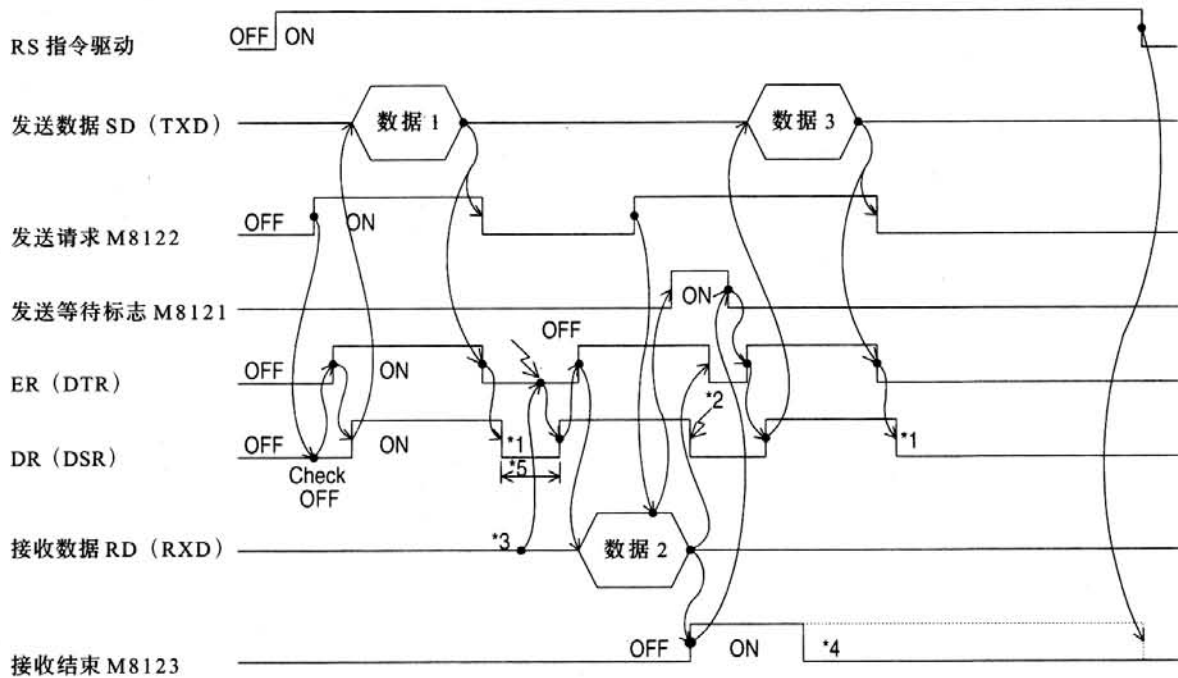 RS 指令驱动
OFF
ON
发送数据 SD（TXD）
数据 1
数据 3
发送请求 M8122
OFF
ON
发送等待标志 M8121
ON
OFF
ER（DTR）
OFF
ON
*2
DR（DSR）
OFF
ON
*1
*5
*1
Check
OFF
接收数据 RD（RXD）
*3
数据 2
接收结束 M8123
OFF
ON
*4